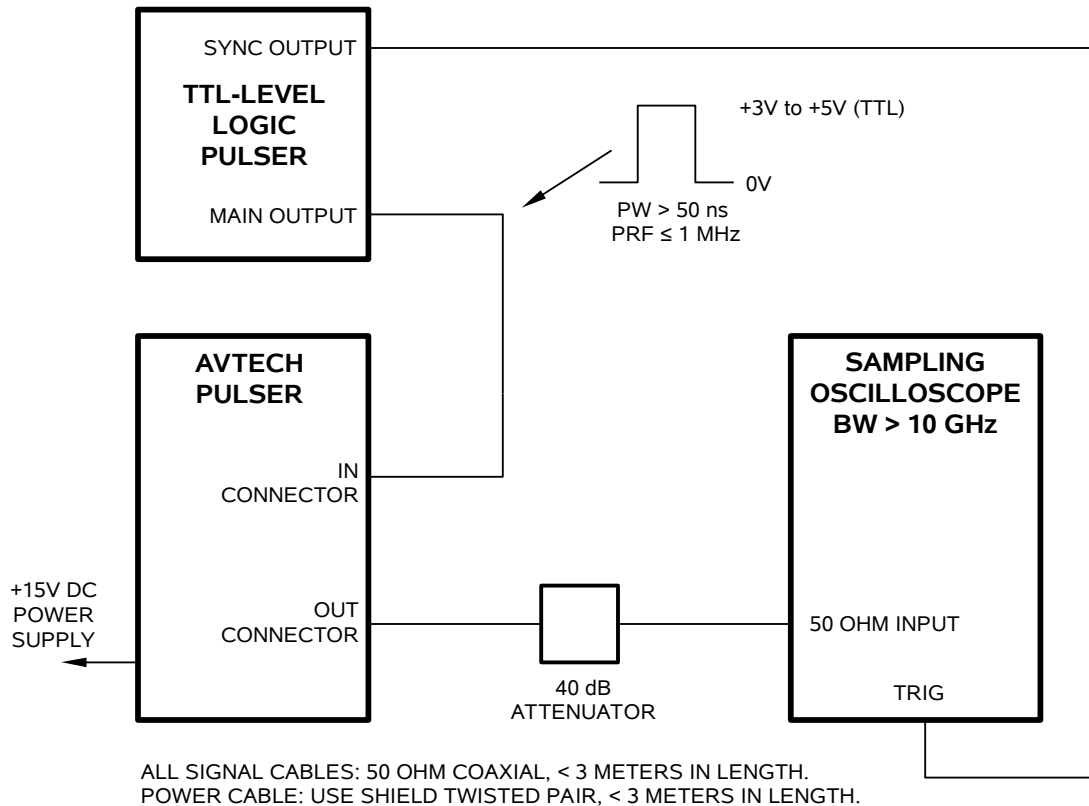 SYNC OUTPUT
TTL-LEVEL
LOGIC
PULSER
MAIN OUTPUT
+3V to +5V (TTL)
0V
PW > 50 ns
PRF ≤ 1 MHz
AVTECH
PULSER
IN
CONNECTOR
OUT
CONNECTOR
+15V DC
POWER
SUPPLY
40 dB
ATTENUATOR
SAMPLING
OSCILLOSCOPE
BW > 10 GHz
50 OHM INPUT
TRIG
ALL SIGNAL CABLES: 50 OHM COAXIAL, < 3 METERS IN LENGTH.
POWER CABLE: USE SHIELD TWISTED PAIR, < 3 METERS IN LENGTH.